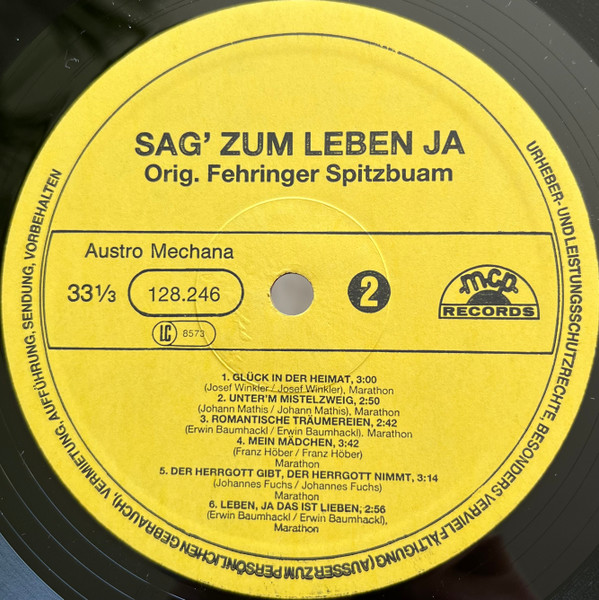 SAG' ZUM LEBEN JA
Orig. Fehringer Spitzbuam
Austro Mechana
33 1/3
128.246
2
mcp
RECORDS
LC 8573
1. GLÜCK IN DER HEIMAT, 3:00
(Josef Winkler / Josef Winkler), Marathon
2. UNTER'M MISTELZWEIG, 2:50
(Johann Mathis / Johann Mathis), Marathon
3. ROMANTISCHE TRÄUMEREIEN, 2:42
(Erwin Baumhackl / Erwin Baumhackl), Marathon
4. MEIN MÄDCHEN, 3:42
(Franz Höber / Franz Höber)
Marathon
5. DER HERRGOTT GIBT, DER HERRGOTT NIMMT, 3:14
(Johannes Fuchs / Johannes Fuchs)
Marathon
6. LEBEN, JA DAS IST LIEBEN, 2:56
(Erwin Baumhackl / Erwin Baumhackl),
Marathon
URHEBER- UND LEISTUNGSSCHUTZRECHTE, BESONDERS VERVIELFÄLTIGUNG (AUSSER ZUM PERSÖNLICHEN GEBRAUCH), VERMIETUNG, AUFFÜHRUNG, SENDUNG, VORBEHALTEN